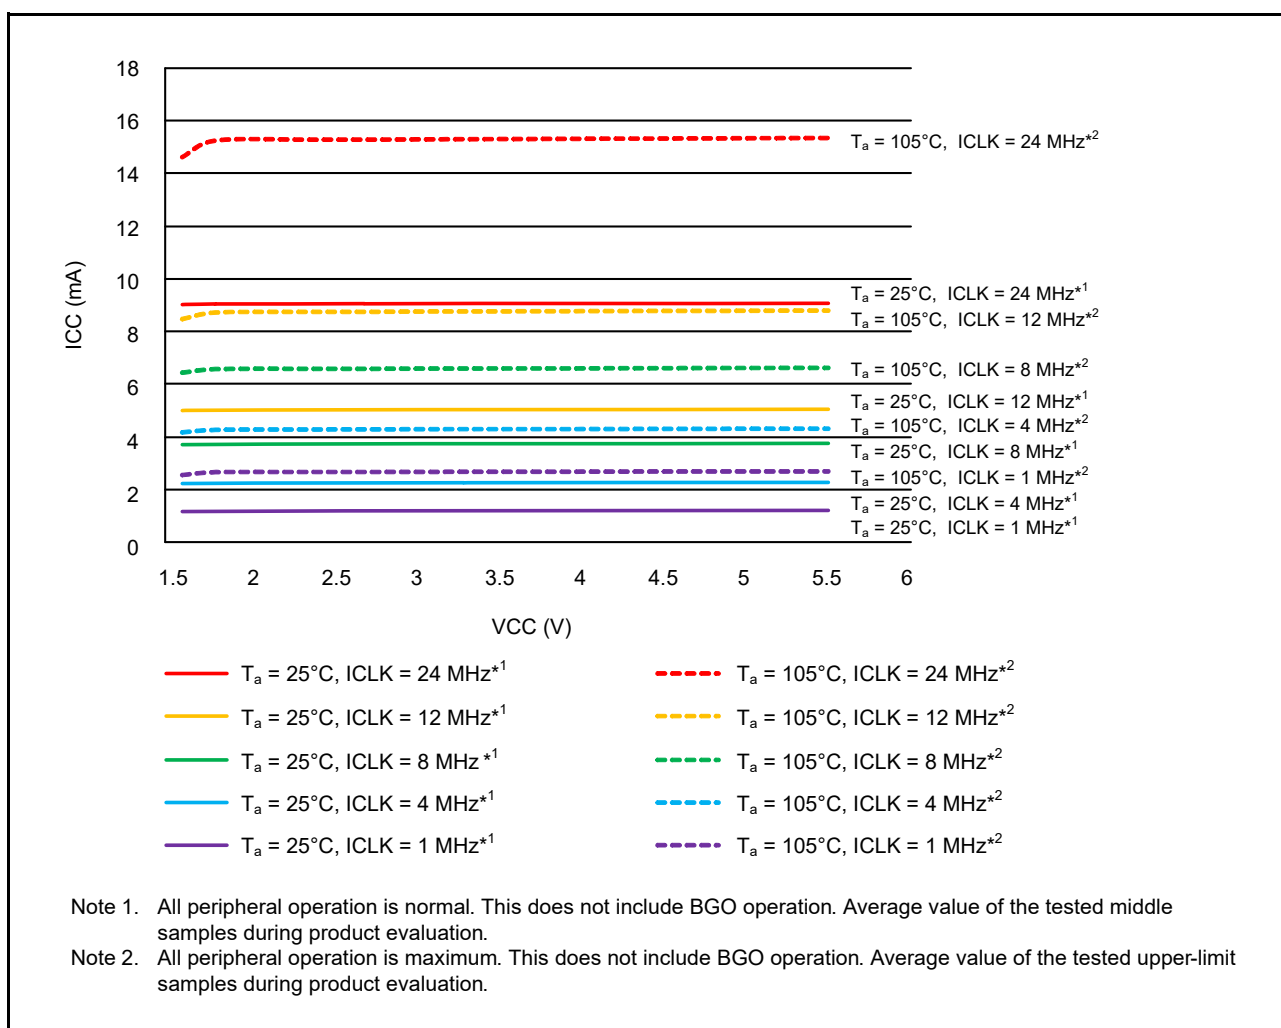 18
16
14
12
10
8
6
4
2
0
ICC (mA)
1.5 2 2.5 3 3.5 4 4.5 5 5.5 6
VCC (V)
Ta = 105°C, ICLK = 24 MHz*2
Ta = 25°C, ICLK = 24 MHz*1
Ta = 105°C, ICLK = 12 MHz*2
Ta = 105°C, ICLK = 8 MHz*2
Ta = 25°C, ICLK = 12 MHz*1
Ta = 105°C, ICLK = 4 MHz*2
Ta = 25°C, ICLK = 8 MHz*1
Ta = 105°C, ICLK = 1 MHz*2
Ta = 25°C, ICLK = 4 MHz*1
Ta = 25°C, ICLK = 1 MHz*1
Ta = 25°C, ICLK = 24 MHz*1
Ta = 105°C, ICLK = 24 MHz*2
Ta = 25°C, ICLK = 12 MHz*1
Ta = 105°C, ICLK = 12 MHz*2
Ta = 25°C, ICLK = 8 MHz *1
Ta = 105°C, ICLK = 8 MHz*2
Ta = 25°C, ICLK = 4 MHz*1
Ta = 105°C, ICLK = 4 MHz*2
Ta = 25°C, ICLK = 1 MHz*1
Ta = 105°C, ICLK = 1 MHz*2
Note 1. All peripheral operation is normal. This does not include BGO operation. Average value of the tested middle
samples during product evaluation.
Note 2. All peripheral operation is maximum. This does not include BGO operation. Average value of the tested upper-limit
samples during product evaluation.